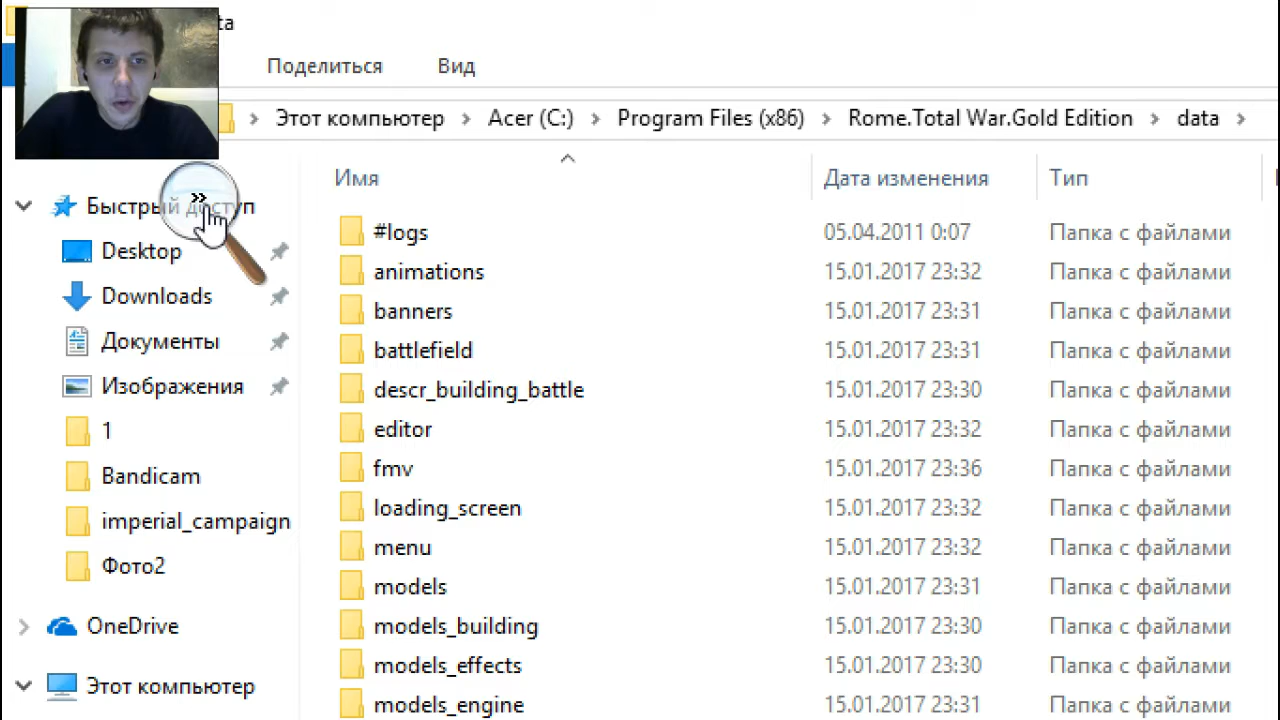 ta
Поделиться Вид
Этот компьютер > Acer (C:) > Program Files (x86) > Rome.Total War.Gold Edition > data >
Имя Дата изменения Тип
Быстрый доступ
Desktop
Downloads
Документы
Изображения
1
Bandicam
imperial_campaign
Фото2
OneDrive
Этот компьютер
#logs 05.04.2011 0:07 Папка с файлами
animations 15.01.2017 23:32 Папка с файлами
banners 15.01.2017 23:31 Папка с файлами
battlefield 15.01.2017 23:31 Папка с файлами
descr_building_battle 15.01.2017 23:30 Папка с файлами
editor 15.01.2017 23:32 Папка с файлами
fmv 15.01.2017 23:36 Папка с файлами
loading_screen 15.01.2017 23:32 Папка с файлами
menu 15.01.2017 23:32 Папка с файлами
models 15.01.2017 23:31 Папка с файлами
models_building 15.01.2017 23:30 Папка с файлами
models_effects 15.01.2017 23:30 Папка с файлами
models_engine 15.01.2017 23:31 Папка с файлами